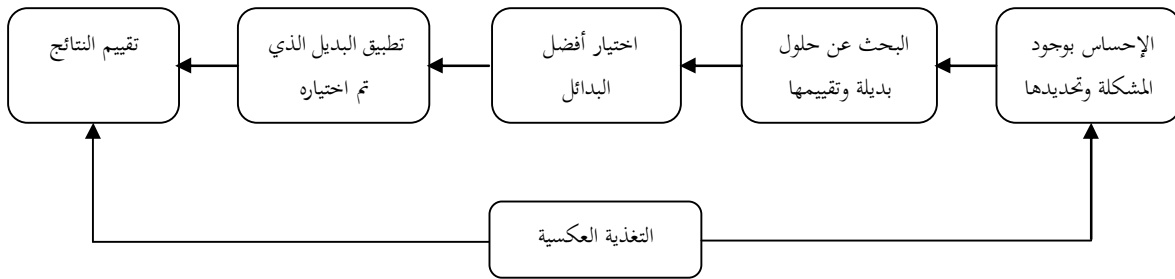 الإحساس بوجود
المشكلة وتحديدها
البحث عن حلول
بديلة وتقييمها
اختيار أفضل
البدائل
تطبيق البديل الذي
تم اختياره
تقييم النتائج
التغذية العكسية